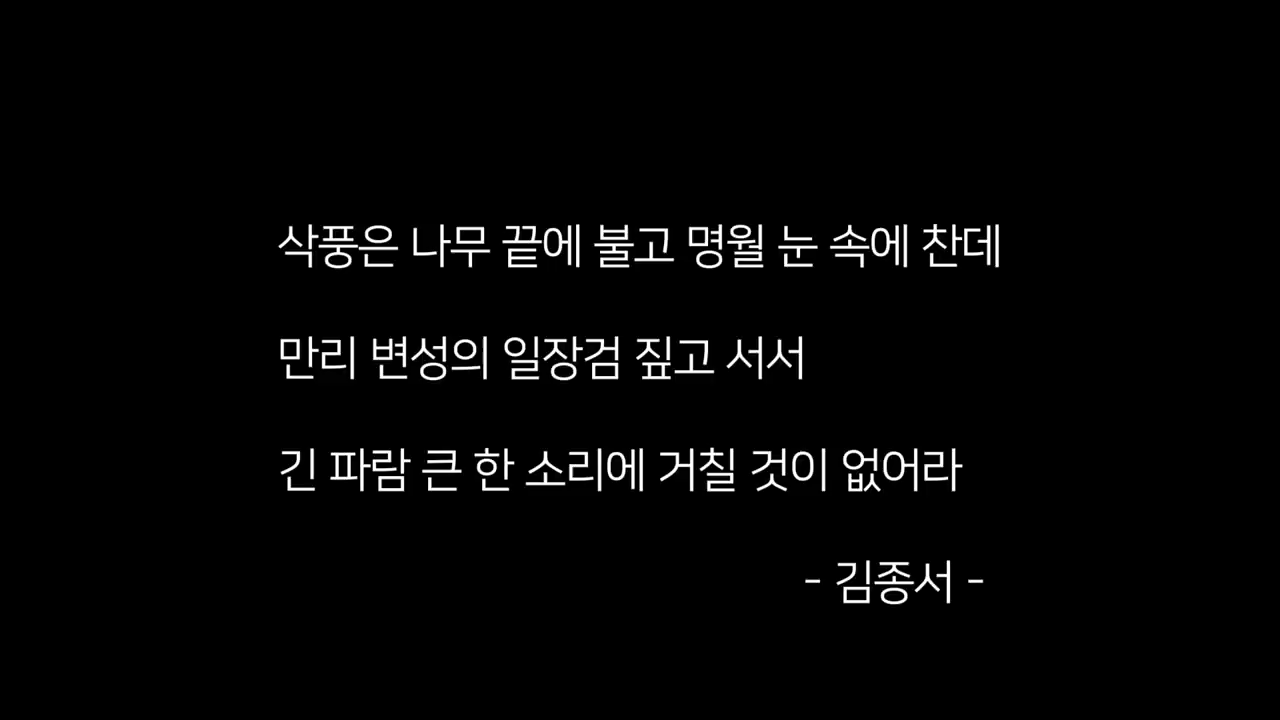 삭풍은 나무 끝에 불고 명월 눈 속에 찬데
만리 변성의 일장검 짚고 서서
긴 파람 큰 한 소리에 거칠 것이 없어라
- 김종서 -